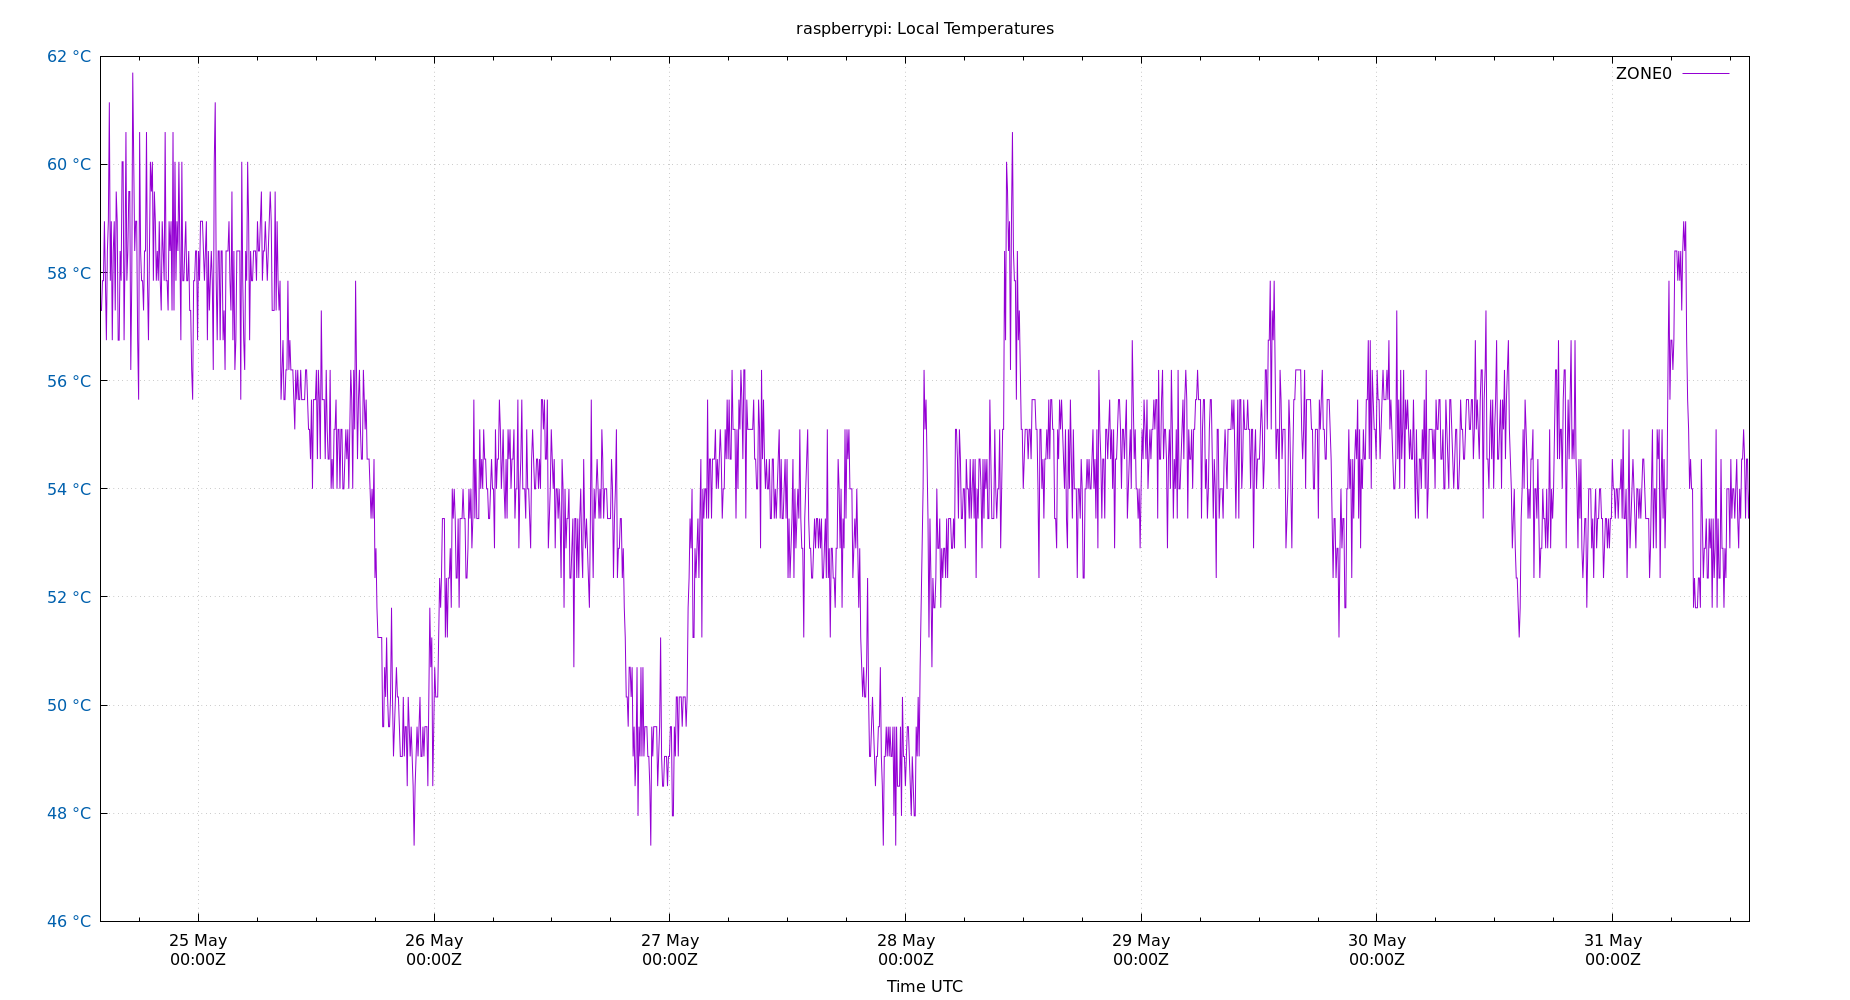 raspberrypi: Local Temperatures
62 °C
60 °C
58 °C
56 °C
54 °C
52 °C
50 °C
48 °C
46 °C
ZONE0
25 May
00:00Z
26 May
00:00Z
27 May
00:00Z
28 May
00:00Z
29 May
00:00Z
30 May
00:00Z
31 May
00:00Z
Time UTC